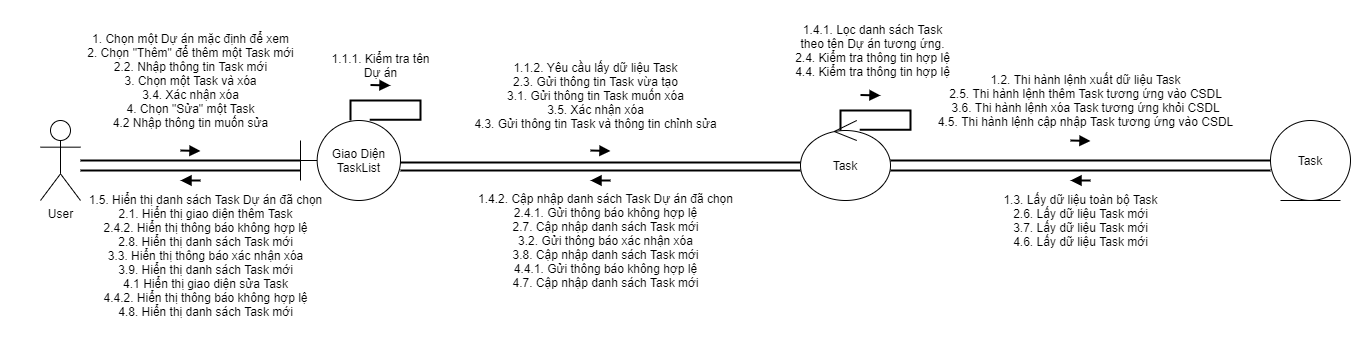 1. Chọn một Dự án mặc định để xem
2. Chọn "Thêm" để thêm một Task mới
2.2. Nhập thông tin Task mới
3. Chọn một Task và xóa
3.4. Xác nhận xóa
4. Chọn "Sửa" một Task
4.2 Nhập thông tin muốn sửa
User
1.5. Hiển thị danh sách Task Dự án đã chọn
2.1. Hiển thị giao diện thêm Task
2.4.2. Hiển thị thông báo không hợp lệ
2.8. Hiển thị danh sách Task mới
3.3. Hiển thị thông báo xác nhận xóa
3.9. Hiển thị danh sách Task mới
4.1 Hiển thị giao diện sửa Task
4.4.2. Hiển thị thông báo không hợp lệ
4.8. Hiển thị danh sách Task mới
1.1.1. Kiểm tra tên
Dự án
Giao Diện
TaskList
1.1.2. Yêu cầu lấy dữ liệu Task
2.3. Gửi thông tin Task vừa tạo
3.1. Gửi thông tin Task muốn xóa
3.5. Xác nhận xóa
4.3. Gửi thông tin Task và thông tin chỉnh sửa
1.4.2. Cập nhập danh sách Task Dự án đã chọn
2.4.1. Gửi thông báo không hợp lệ
2.7. Cập nhập danh sách Task mới
3.2. Gửi thông báo xác nhận xóa
3.8. Cập nhập danh sách Task mới
4.4.1. Gửi thông báo không hợp lệ
4.7. Cập nhập danh sách Task mới
1.4.1. Lọc danh sách Task
theo tên Dự án tương ứng.
2.4. Kiểm tra thông tin hợp lệ
4.4. Kiểm tra thông tin hợp lệ
Task
1.2. Thi hành lệnh xuất dữ liệu Task
2.5. Thi hành lệnh thêm Task tương ứng vào CSDL
3.6. Thi hành lệnh xóa Task tương ứng khỏi CSDL
4.5. Thi hành lệnh cập nhập Task tương ứng vào CSDL
1.3. Lấy dữ liệu toàn bộ Task
2.6. Lấy dữ liệu Task mới
3.7. Lấy dữ liệu Task mới
4.6. Lấy dữ liệu Task mới
Task